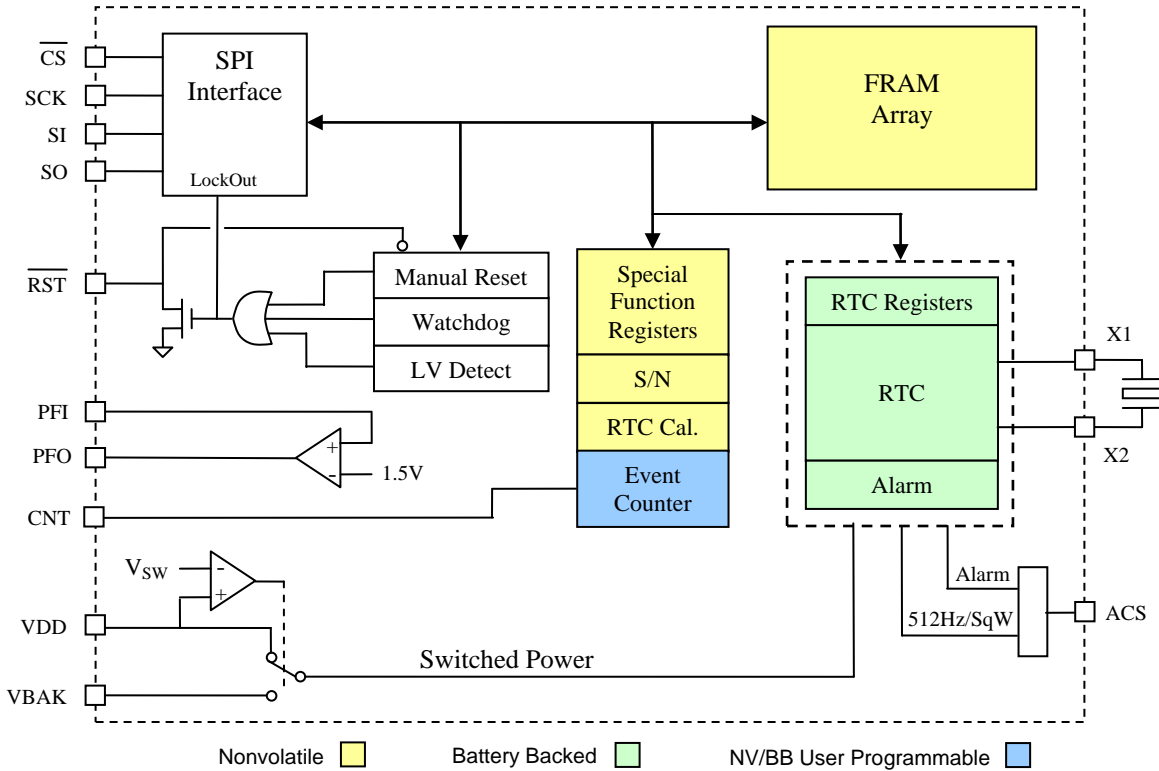 CS
SCK
SI
SO
SPI
Interface
LockOut
FRAM
Array
RST
Manual Reset
Watchdog
LV Detect
Special
Function
Registers
S/N
RTC Cal.
Event
Counter
RTC Registers
RTC
Alarm
X1
X2
PFI
PFO
+
-
1.5V
CNT
VSW
-
+
VDD
VBAK
Switched Power
Alarm
512Hz/SqW
ACS
Nonvolatile
Battery Backed
NV/BB User Programmable